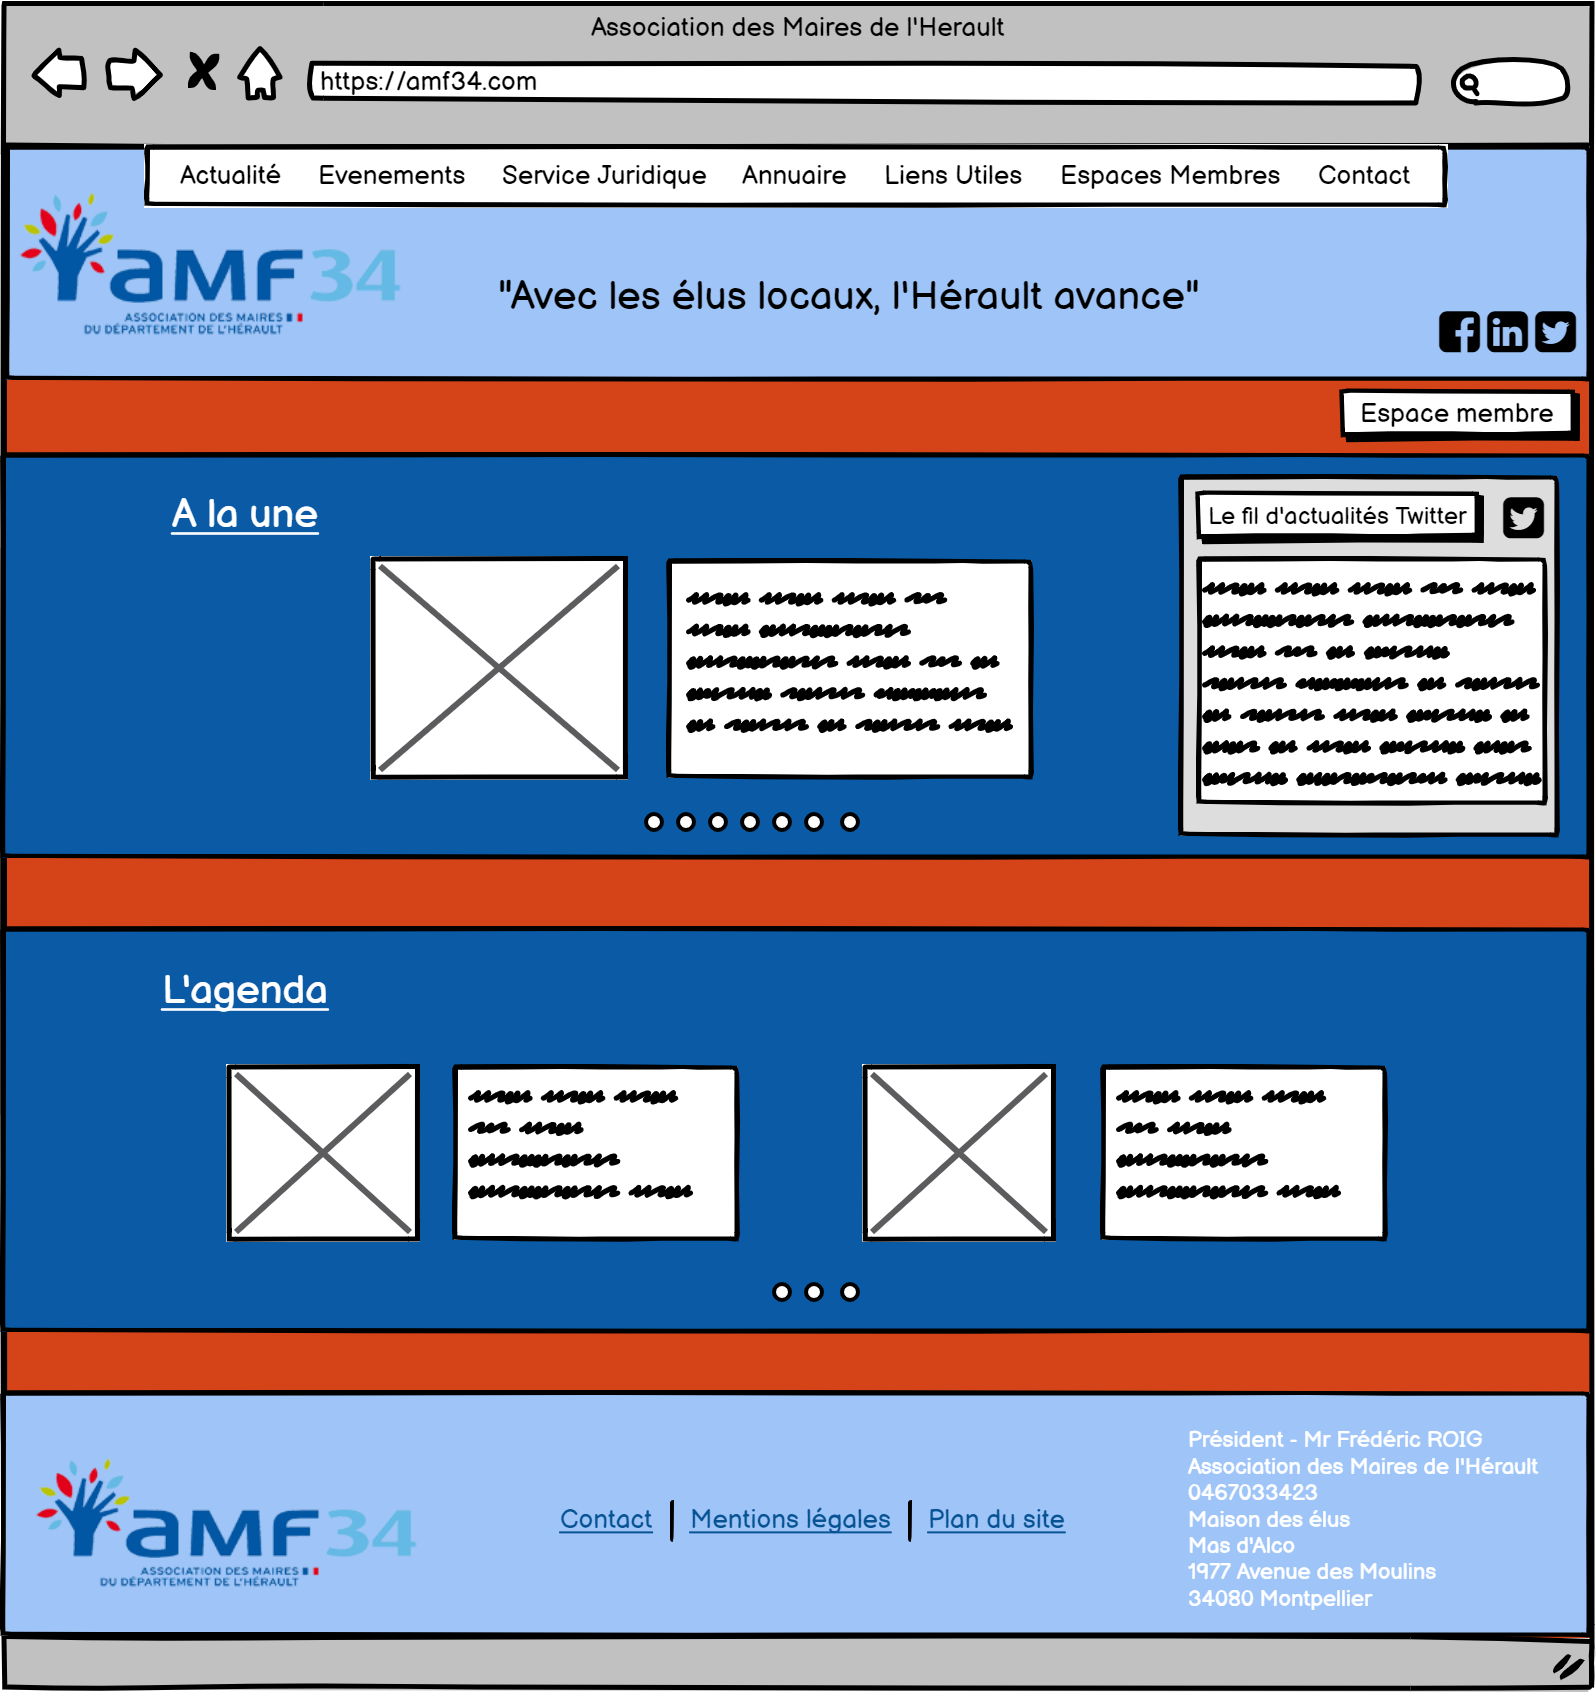 Association des Maires de l'Herault
https://amf34.com
Actualité Evenements Service Juridique Annuaire Liens Utiles Espaces Membres Contact
aMF34
ASSOCIATION DES MAIRES
DU DÉPARTEMENT DE L'HÉRAULT
"Avec les élus locaux, l'Hérault avance"
Espace membre
A la une
Le fil d'actualités Twitter
L'agenda
aMF34
ASSOCIATION DES MAIRES
DU DÉPARTEMENT DE L'HÉRAULT
Contact | Mentions légales | Plan du site
Président - Mr Frédéric ROIG
Association des Maires de l'Hérault
0467033423
Maison des élus
Mas d'Alco
1977 Avenue des Moulins
34080 Montpellier